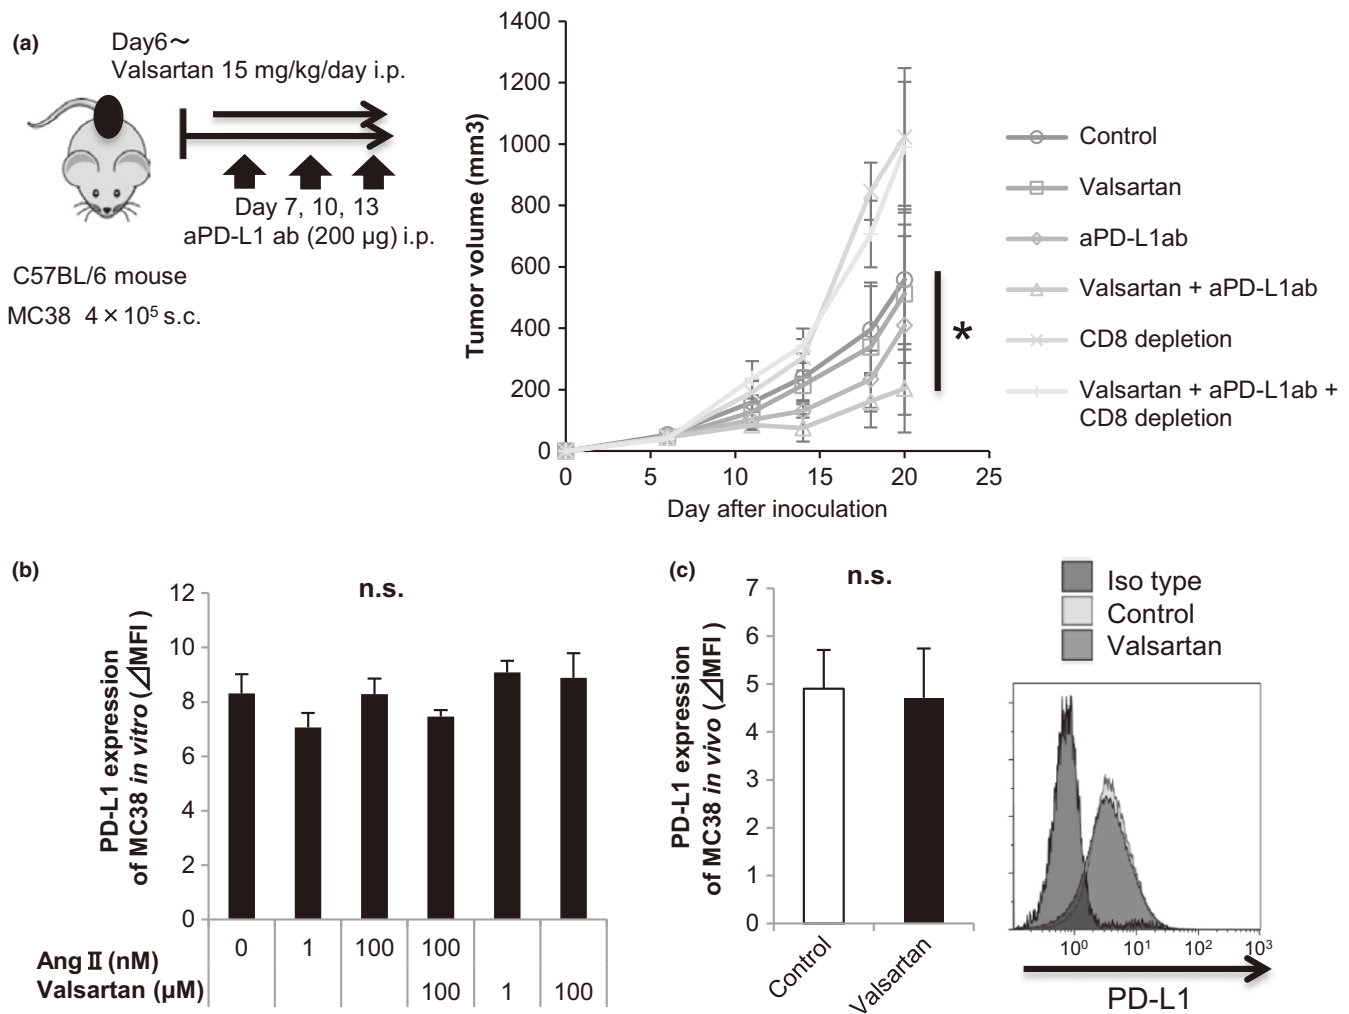 (a)
Day6～
Valsartan 15 mg/kg/day i.p.
Day 7, 10, 13
aPD-L1 ab (200 μg) i.p.
C57BL/6 mouse
MC38 4×10⁵ s.c.
Tumor volume (mm3)
1400
1200
1000
800
600
400
200
0
0 5 10 15 20 25
Day after inoculation
*
Control
Valsartan
aPD-L1ab
Valsartan + aPD-L1ab
CD8 depletion
Valsartan + aPD-L1ab +
CD8 depletion
(b)
n.s.
PD-L1 expression
of MC38 in vitro (⊿MFI )
12
10
8
6
4
2
0
Ang Ⅱ (nM) 0 1 100 100
Valsartan (μM) 100 1 100
(c)
n.s.
PD-L1 expression
of MC38 in vivo (⊿MFI )
7
6
5
4
3
2
1
0
Control
Valsartan
Iso type
Control
Valsartan
10⁰ 10¹ 10² 10³
PD-L1